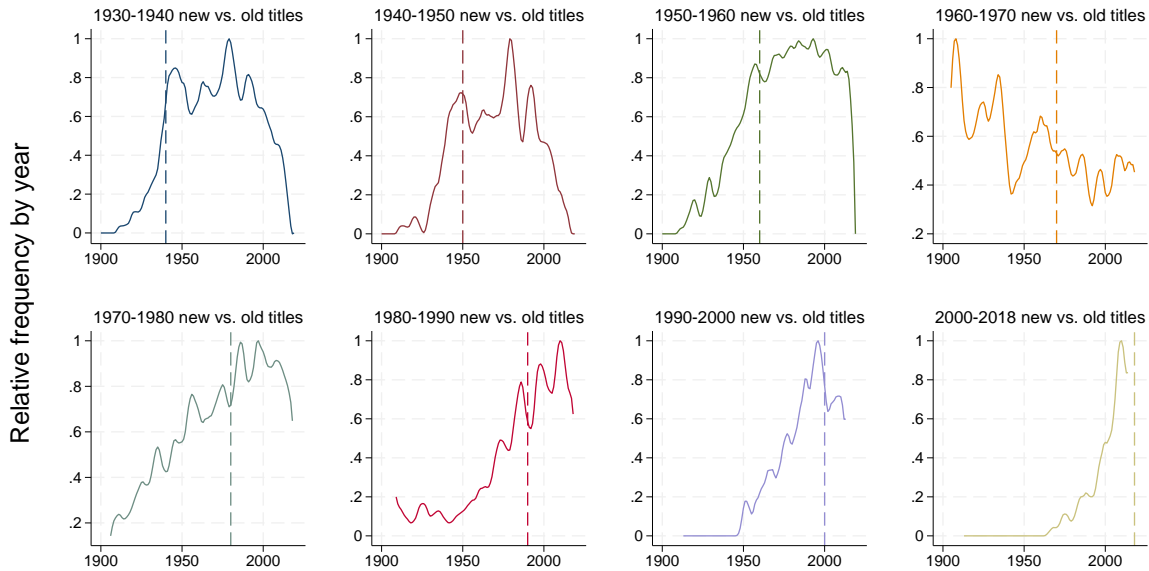 Relative frequency by year
1930-1940 new vs. old titles
1
.8
.6
.4
.2
0
1900 1950 2000
1940-1950 new vs. old titles
1
.8
.6
.4
.2
0
1900 1950 2000
1950-1960 new vs. old titles
1
.8
.6
.4
.2
0
1900 1950 2000
1960-1970 new vs. old titles
1
.8
.6
.4
.2
1900 1950 2000
1970-1980 new vs. old titles
1
.8
.6
.4
.2
1900 1950 2000
1980-1990 new vs. old titles
1
.8
.6
.4
.2
0
1900 1950 2000
1990-2000 new vs. old titles
1
.8
.6
.4
.2
0
1900 1950 2000
2000-2018 new vs. old titles
1
.8
.6
.4
.2
0
1900 1950 2000